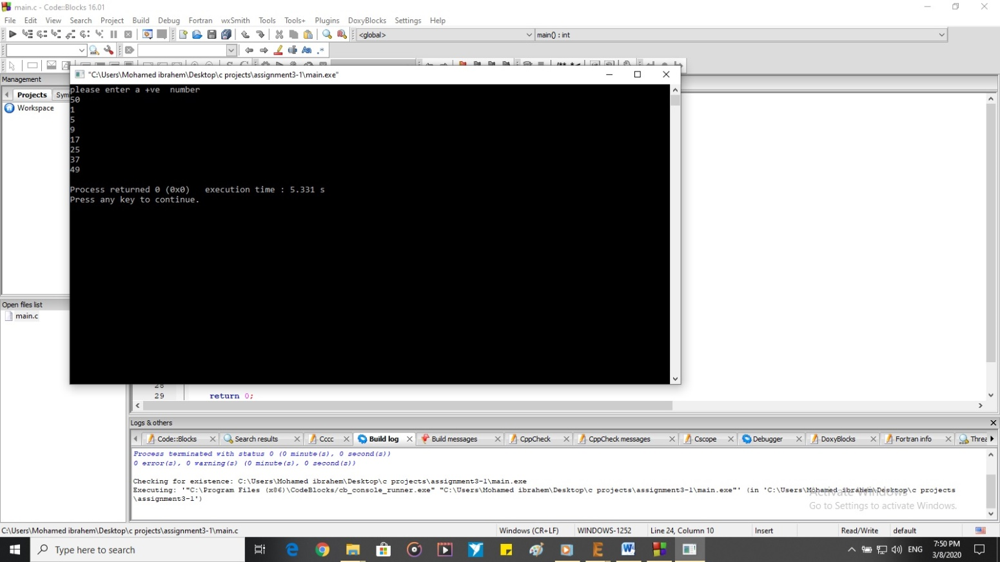 main.c - Code::Blocks 16.01
File Edit View Search Project Build Debug Fortran wxSmith Tools Tools+ Plugins DoxyBlocks Settings Help
<global> main() : int
Management
"C:\Users\Mohamed ibrahem\Desktop\c projects\assignment3-1\main.exe"
please enter a +ve  number
50
1
5
9
17
25
37
49
Process returned 0 (0x0)   execution time : 5.331 s
Press any key to continue.
Projects Sym
Workspace
Open files list
main.c
28
29 return 0;
Logs & others
Code::Blocks Search results Cccc Build log Build messages CppCheck CppCheck messages Cscope Debugger DoxyBlocks Fortran info Threa
Process terminated with status 0 (0 minute(s), 0 second(s))
0 error(s), 0 warning(s) (0 minute(s), 0 second(s))
Checking for existence: C:\Users\Mohamed ibrahem\Desktop\c projects\assignment3-1\main.exe
Executing: '"C:\Program Files (x86)\CodeBlocks/cb_console_runner.exe" "C:\Users\Mohamed ibrahem\Desktop\c projects\assignment3-1\main.exe"' (in 'C:\Users\Mohamed ibrahem\Desktop\c projects
\assignment3-1')
Activate Windows
Go to Settings to activate Windows.
C:\Users\Mohamed ibrahem\Desktop\c projects\assignment3-1\main.c Windows (CR+LF) WINDOWS-1252 Line 24, Column 10 Insert Read/Write default
Type here to search
ENG
7:50 PM
3/8/2020